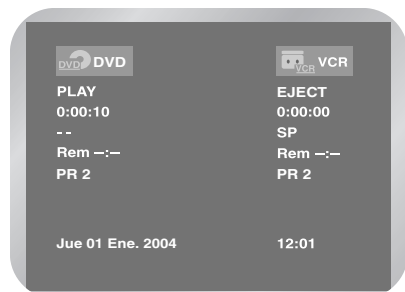 DVD DVD
PLAY
0:00:10
--
Rem –:–
PR 2
VCR VCR
EJECT
0:00:00
SP
Rem –:–
PR 2
Jue 01 Ene. 2004
12:01